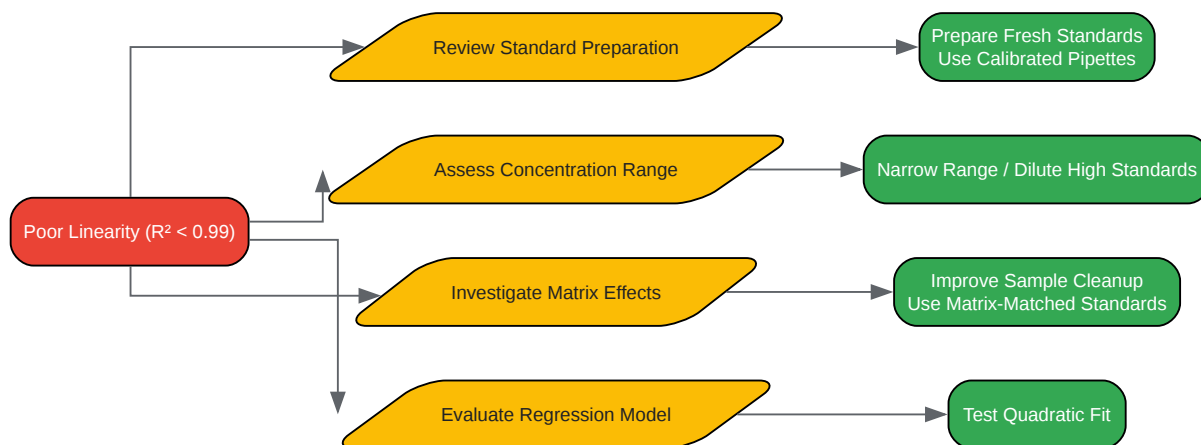 Review Standard Preparation
Prepare Fresh Standards
Use Calibrated Pipettes
Assess Concentration Range
Narrow Range / Dilute High Standards
Poor Linearity (R² < 0.99)
Investigate Matrix Effects
Improve Sample Cleanup
Use Matrix-Matched Standards
Evaluate Regression Model
Test Quadratic Fit